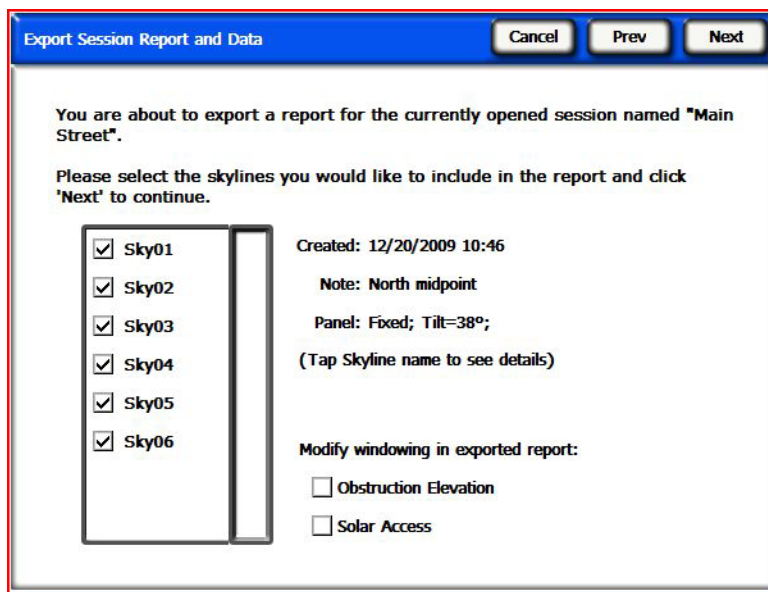 Export Session Report and Data
Cancel
Prev
Next
You are about to export a report for the currently opened session named "Main
Street".
Please select the skylines you would like to include in the report and click
'Next' to continue.
Sky01
Sky02
Sky03
Sky04
Sky05
Sky06
Created: 12/20/2009 10:46
Note: North midpoint
Panel: Fixed; Tilt=38º;
(Tap Skyline name to see details)
Modify windowing in exported report:
Obstruction Elevation
Solar Access